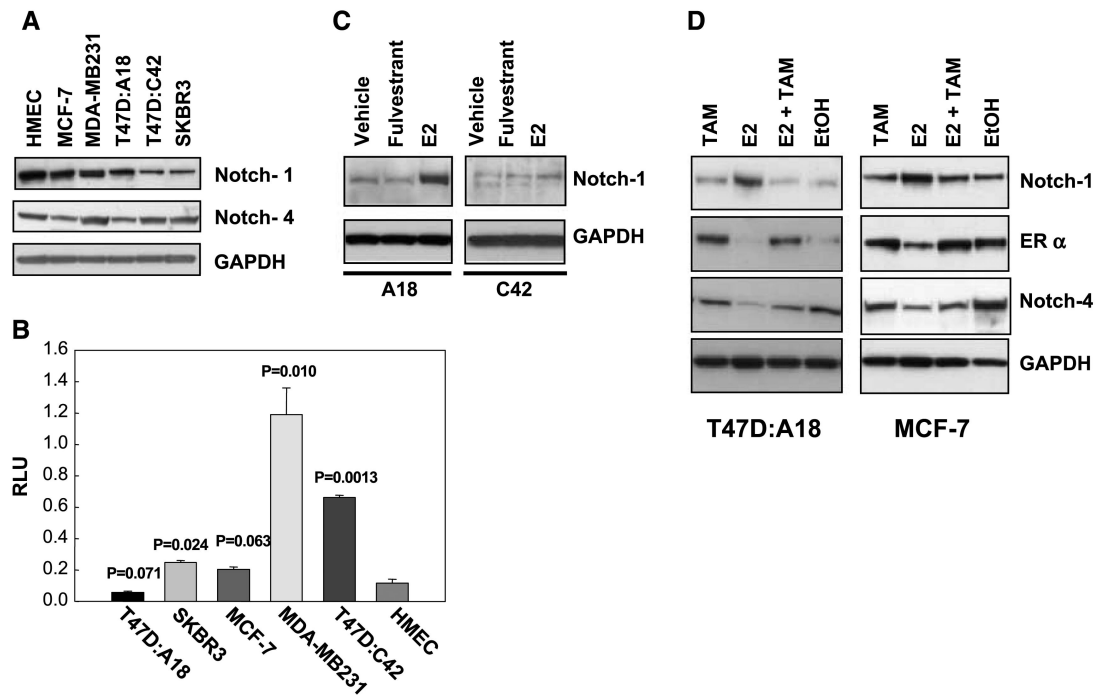 A
HMEC
MCF-7
MDA-MB231
T47D:A18
T47D:C42
SKBR3
Notch- 1
Notch- 4
GAPDH
B
RLU
1.6
1.4
1.2
1.0
0.8
0.6
0.4
0.2
0.0
P=0.071
P=0.024
P=0.063
P=0.010
P=0.0013
T47D:A18
SKBR3
MCF-7
MDA-MB231
T47D:C42
HMEC
C
Vehicle
Fulvestrant
E2
Vehicle
Fulvestrant
E2
Notch-1
GAPDH
A18
C42
D
TAM
E2
E2 + TAM
EtOH
TAM
E2
E2 + TAM
EtOH
Notch-1
ER α
Notch-4
GAPDH
T47D:A18
MCF-7